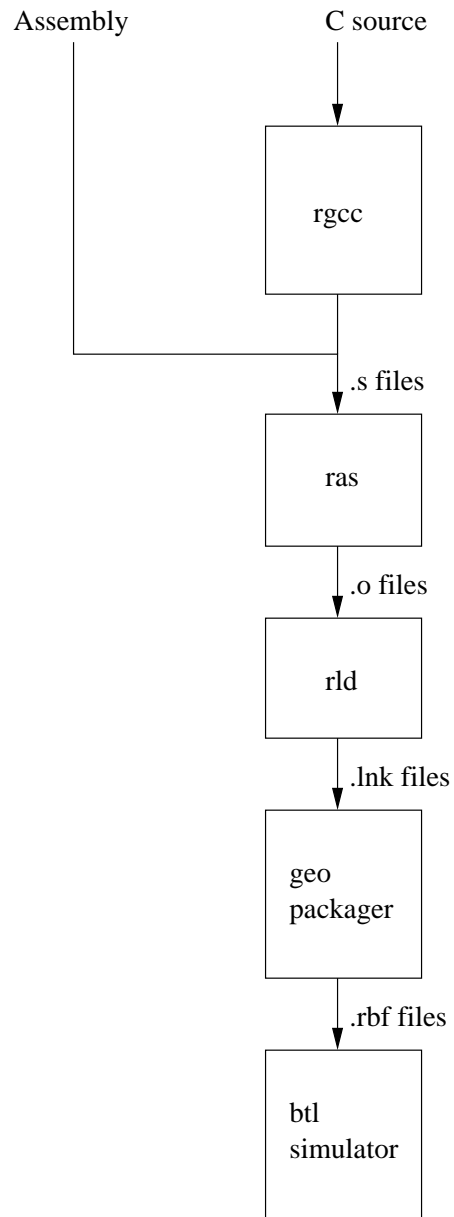 Assembly
C source
rgcc
.s files
ras
.o files
rld
.lnk files
geo
packager
.rbf files
btl
simulator